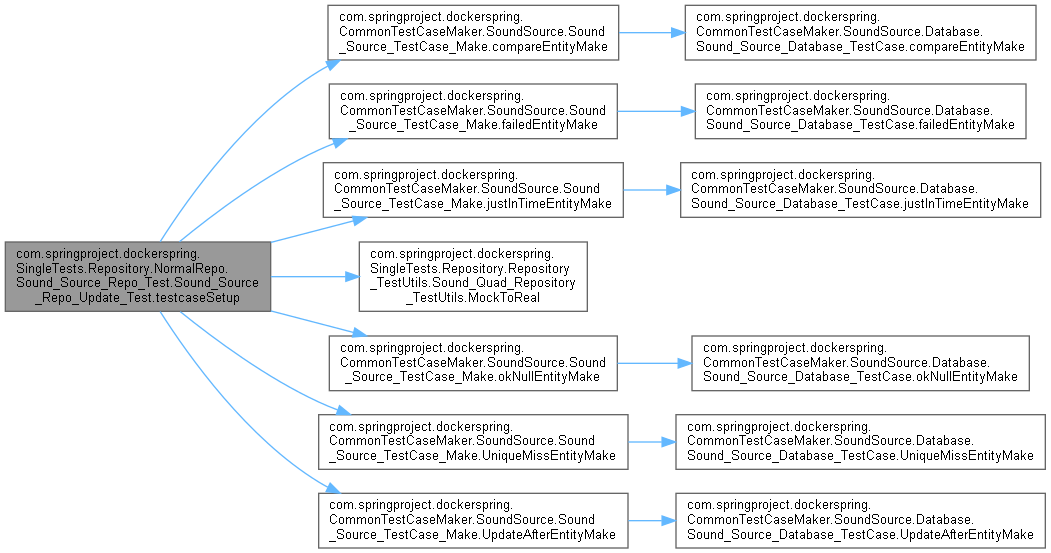 com.springproject.dockerspring.
CommonTestCaseMaker.SoundSource.Sound
_Source_TestCase_Make.compareEntityMake
com.springproject.dockerspring.
CommonTestCaseMaker.SoundSource.Database.
Sound_Source_Database_TestCase.compareEntityMake
com.springproject.dockerspring.
CommonTestCaseMaker.SoundSource.Sound
_Source_TestCase_Make.failedEntityMake
com.springproject.dockerspring.
CommonTestCaseMaker.SoundSource.Database.
Sound_Source_Database_TestCase.failedEntityMake
com.springproject.dockerspring.
CommonTestCaseMaker.SoundSource.Sound
_Source_TestCase_Make.justInTimeEntityMake
com.springproject.dockerspring.
CommonTestCaseMaker.SoundSource.Database.
Sound_Source_Database_TestCase.justInTimeEntityMake
com.springproject.dockerspring.
SingleTests.Repository.NormalRepo.
Sound_Source_Repo_Test.Sound_Source
_Repo_Update_Test.testcaseSetup
com.springproject.dockerspring.
SingleTests.Repository.Repository
_TestUtils.Sound_Quad_Repository
_TestUtils.MockToReal
com.springproject.dockerspring.
CommonTestCaseMaker.SoundSource.Sound
_Source_TestCase_Make.okNullEntityMake
com.springproject.dockerspring.
CommonTestCaseMaker.SoundSource.Database.
Sound_Source_Database_TestCase.okNullEntityMake
com.springproject.dockerspring.
CommonTestCaseMaker.SoundSource.Sound
_Source_TestCase_Make.UniqueMissEntityMake
com.springproject.dockerspring.
CommonTestCaseMaker.SoundSource.Database.
Sound_Source_Database_TestCase.UniqueMissEntityMake
com.springproject.dockerspring.
CommonTestCaseMaker.SoundSource.Sound
_Source_TestCase_Make.UpdateAfterEntityMake
com.springproject.dockerspring.
CommonTestCaseMaker.SoundSource.Database.
Sound_Source_Database_TestCase.UpdateAfterEntityMake